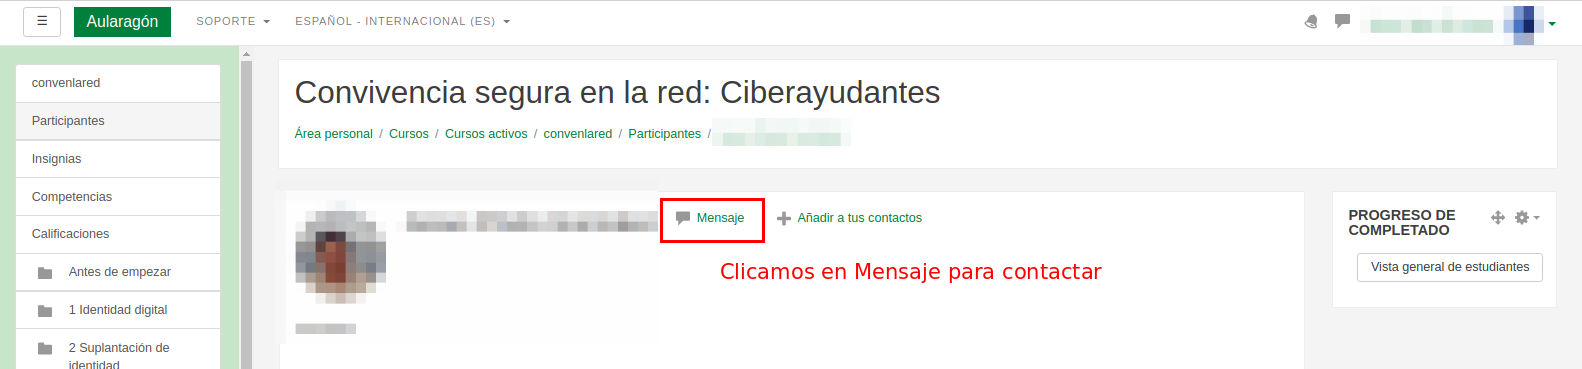 ☰ Aularagón SOPORTE ESPAÑOL - INTERNACIONAL (ES)
convenlared
Participantes
Insignias
Competencias
Calificaciones
Antes de empezar
1 Identidad digital
2 Suplantación de
identidad
Convivencia segura en la red: Ciberayudantes
Área personal / Cursos / Cursos activos / convenlared / Participantes /
Mensaje Añadir a tus contactos
Clicamos en Mensaje para contactar
PROGRESO DE
COMPLETADO
Vista general de estudiantes